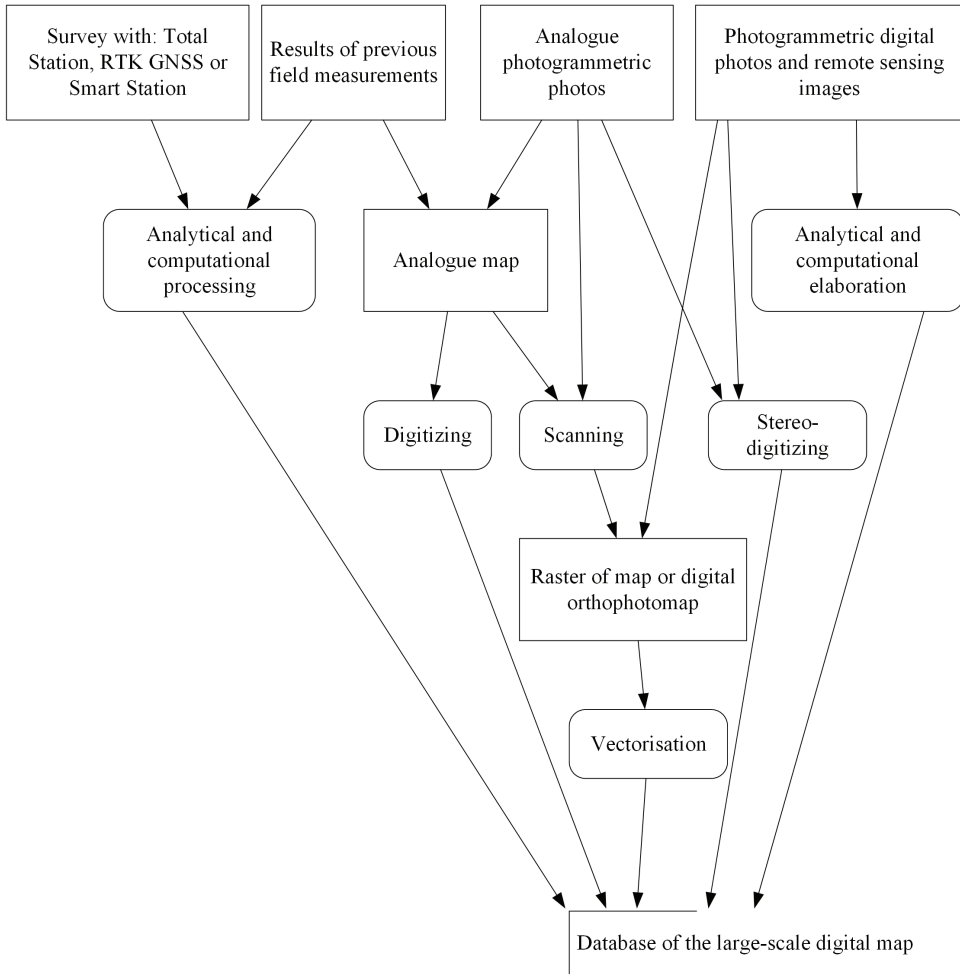 Survey with: Total
Station, RTK GNSS or
Smart Station
Results of previous
field measurements
Analogue
photogrammetric
photos
Photogrammetric digital
photos and remote sensing
images
Analytical and
computational
processing
Analogue map
Analytical and
computational
elaboration
Digitizing
Scanning
Stereo-
digitizing
Raster of map or digital
orthophotomap
Vectorisation
Database of the large-scale digital map